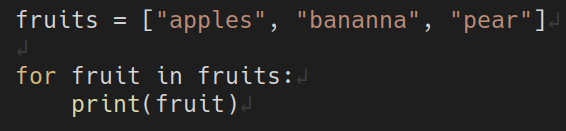 fruits = ["apples", "bananna", "pear"]
for fruit in fruits:
    print(fruit)